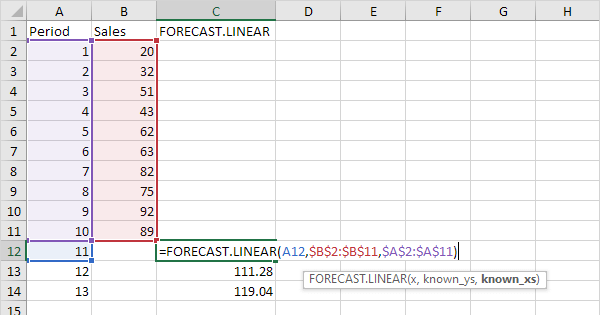 A B C D E F G H
1 Period Sales FORECAST.LINEAR
2 1 20
3 2 32
4 3 51
5 4 43
6 5 62
7 6 63
8 7 82
9 8 75
10 9 92
11 10 89
12 11 =FORECAST.LINEAR(A12,$B$2:$B$11,$A$2:$A$11)
13 12 111.28
FORECAST.LINEAR(x, known_ys, known_xs)
14 13 119.04
15